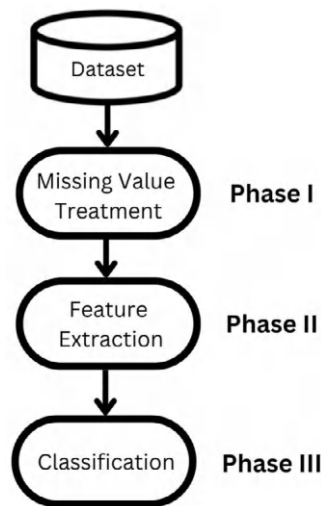 Dataset
Missing Value
Treatment
Phase I
Feature
Extraction
Phase II
Classification
Phase III